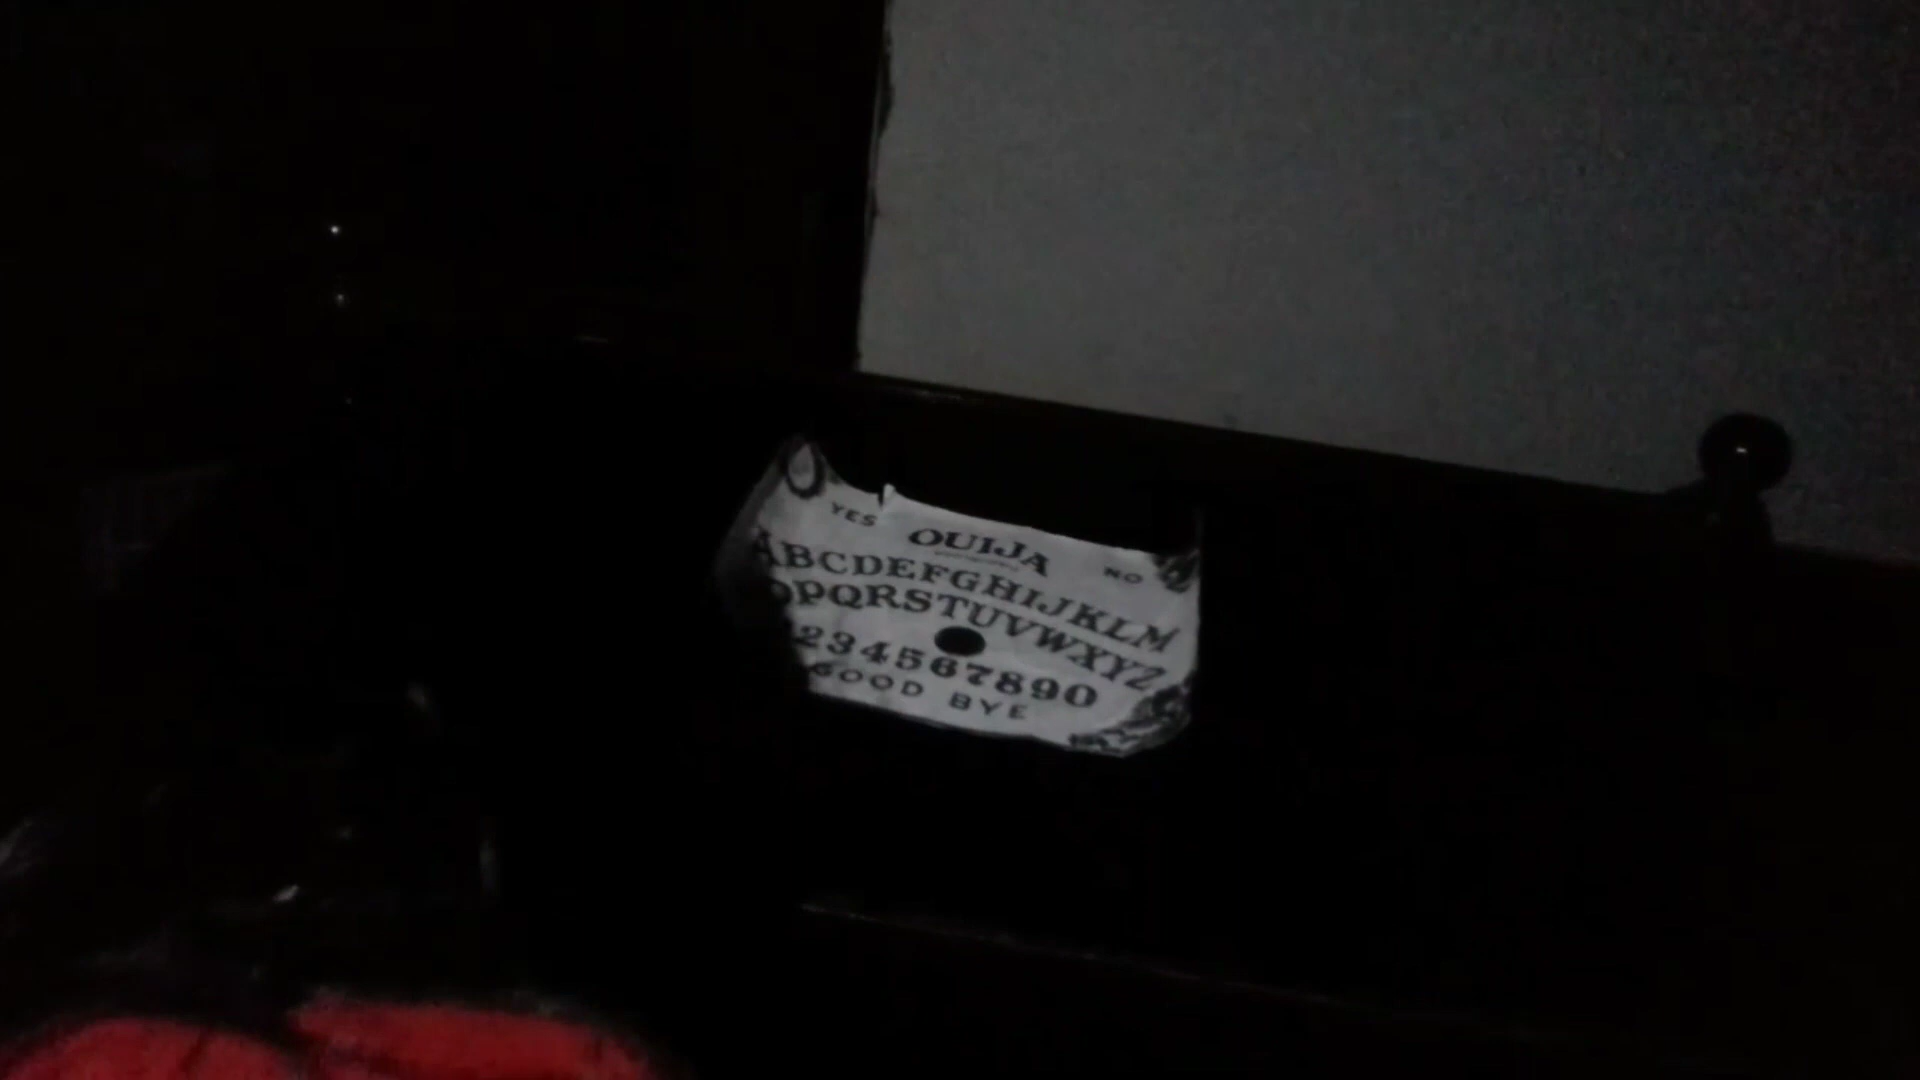 YES OUIJA NO
ABCDEFGHIJKLM
OPQRSTUVWXYZ
234567890
GOOD BYE